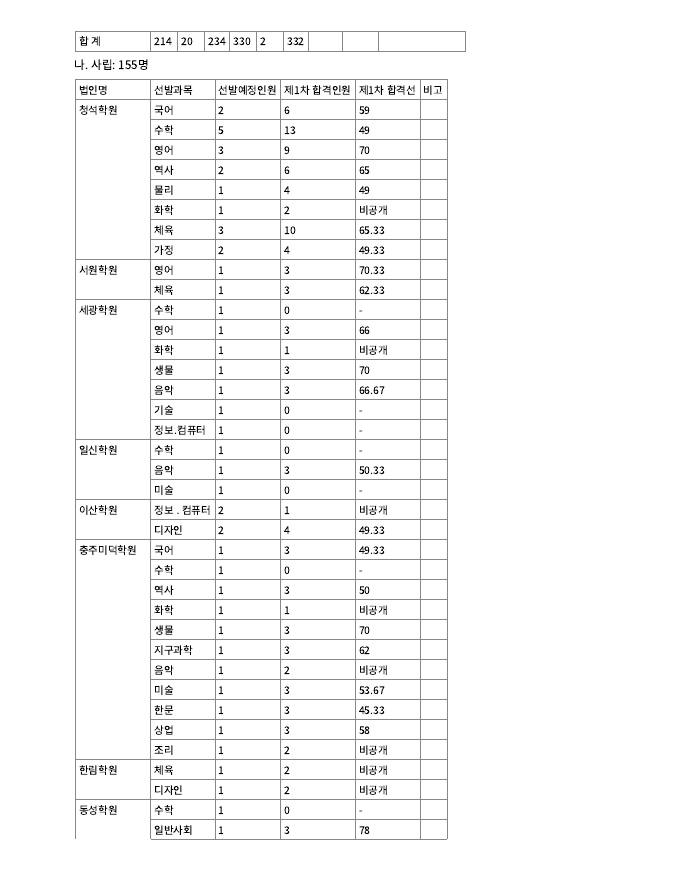 합 계 214 20 234 330 2 332
나. 사립: 155명
법인명 선발과목 선발예정인원 제1차 합격인원 제1차 합격선 비고
청석학원 국어 2 6 59
수학 5 13 49
영어 3 9 70
역사 2 6 65
물리 1 4 49
화학 1 2 비공개
체육 3 10 65.33
가정 2 4 49.33
서원학원 영어 1 3 70.33
체육 1 3 62.33
세광학원 수학 1 0 -
영어 1 3 66
화학 1 1 비공개
생물 1 3 70
음악 1 3 66.67
기술 1 0 -
정보.컴퓨터 1 0 -
일신학원 수학 1 0 -
음악 1 3 50.33
미술 1 0 -
이산학원 정보 . 컴퓨터 2 1 비공개
디자인 2 4 49.33
충주미덕학원 국어 1 3 49.33
수학 1 0 -
역사 1 3 50
화학 1 1 비공개
생물 1 3 70
지구과학 1 3 62
음악 1 2 비공개
미술 1 3 53.67
한문 1 3 45.33
상업 1 3 58
조리 1 2 비공개
한림학원 체육 1 2 비공개
디자인 1 2 비공개
동성학원 수학 1 0 -
일반사회 1 3 78